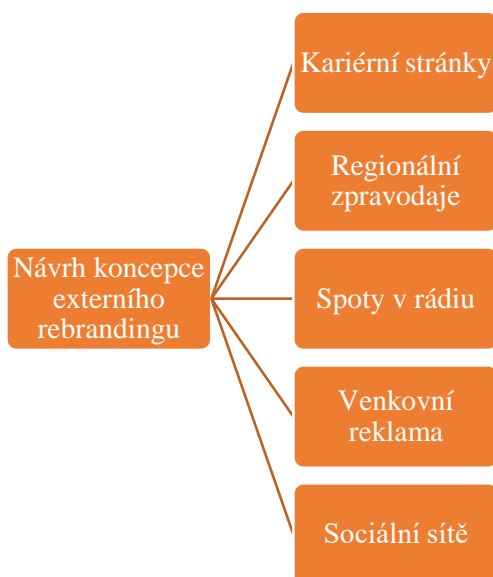 Kariérní stránky
Regionální
zpravodaje
Návrh koncepce
externího
rebrandingu
Spoty v rádiu
Venkovní
reklama
Sociální sítě